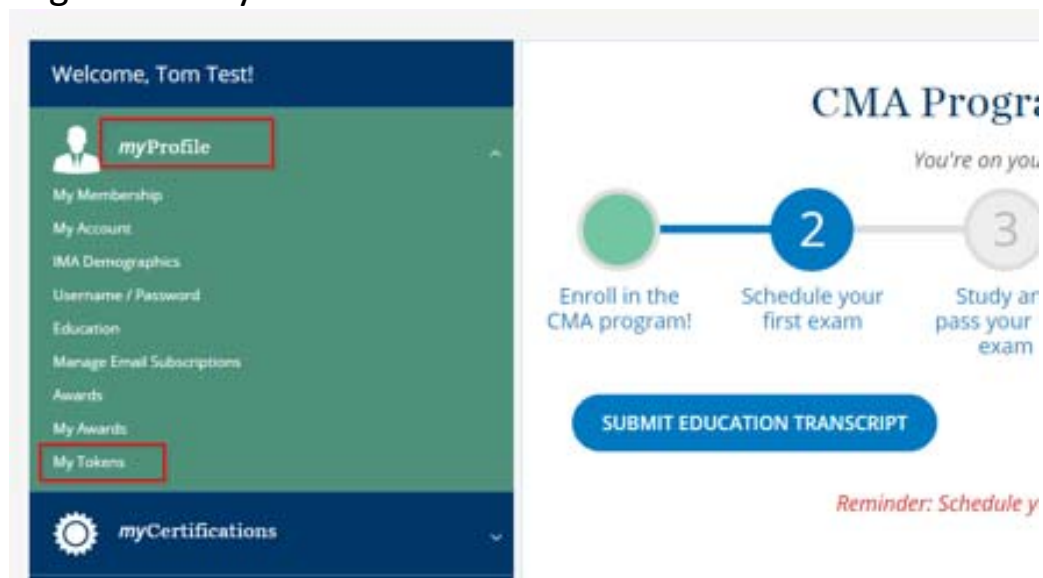 Welcome, Tom Test!
myProfile
My Membership
My Account
IMA Demographics
Username / Password
Education
Manage Email Subscriptions
Awards
My Awards
My Tokens
myCertifications
CMA Progra
You're on you
2
3
Enroll in the
CMA program!
Schedule your
first exam
Study an
pass your
exam
SUBMIT EDUCATION TRANSCRIPT
Reminder: Schedule y